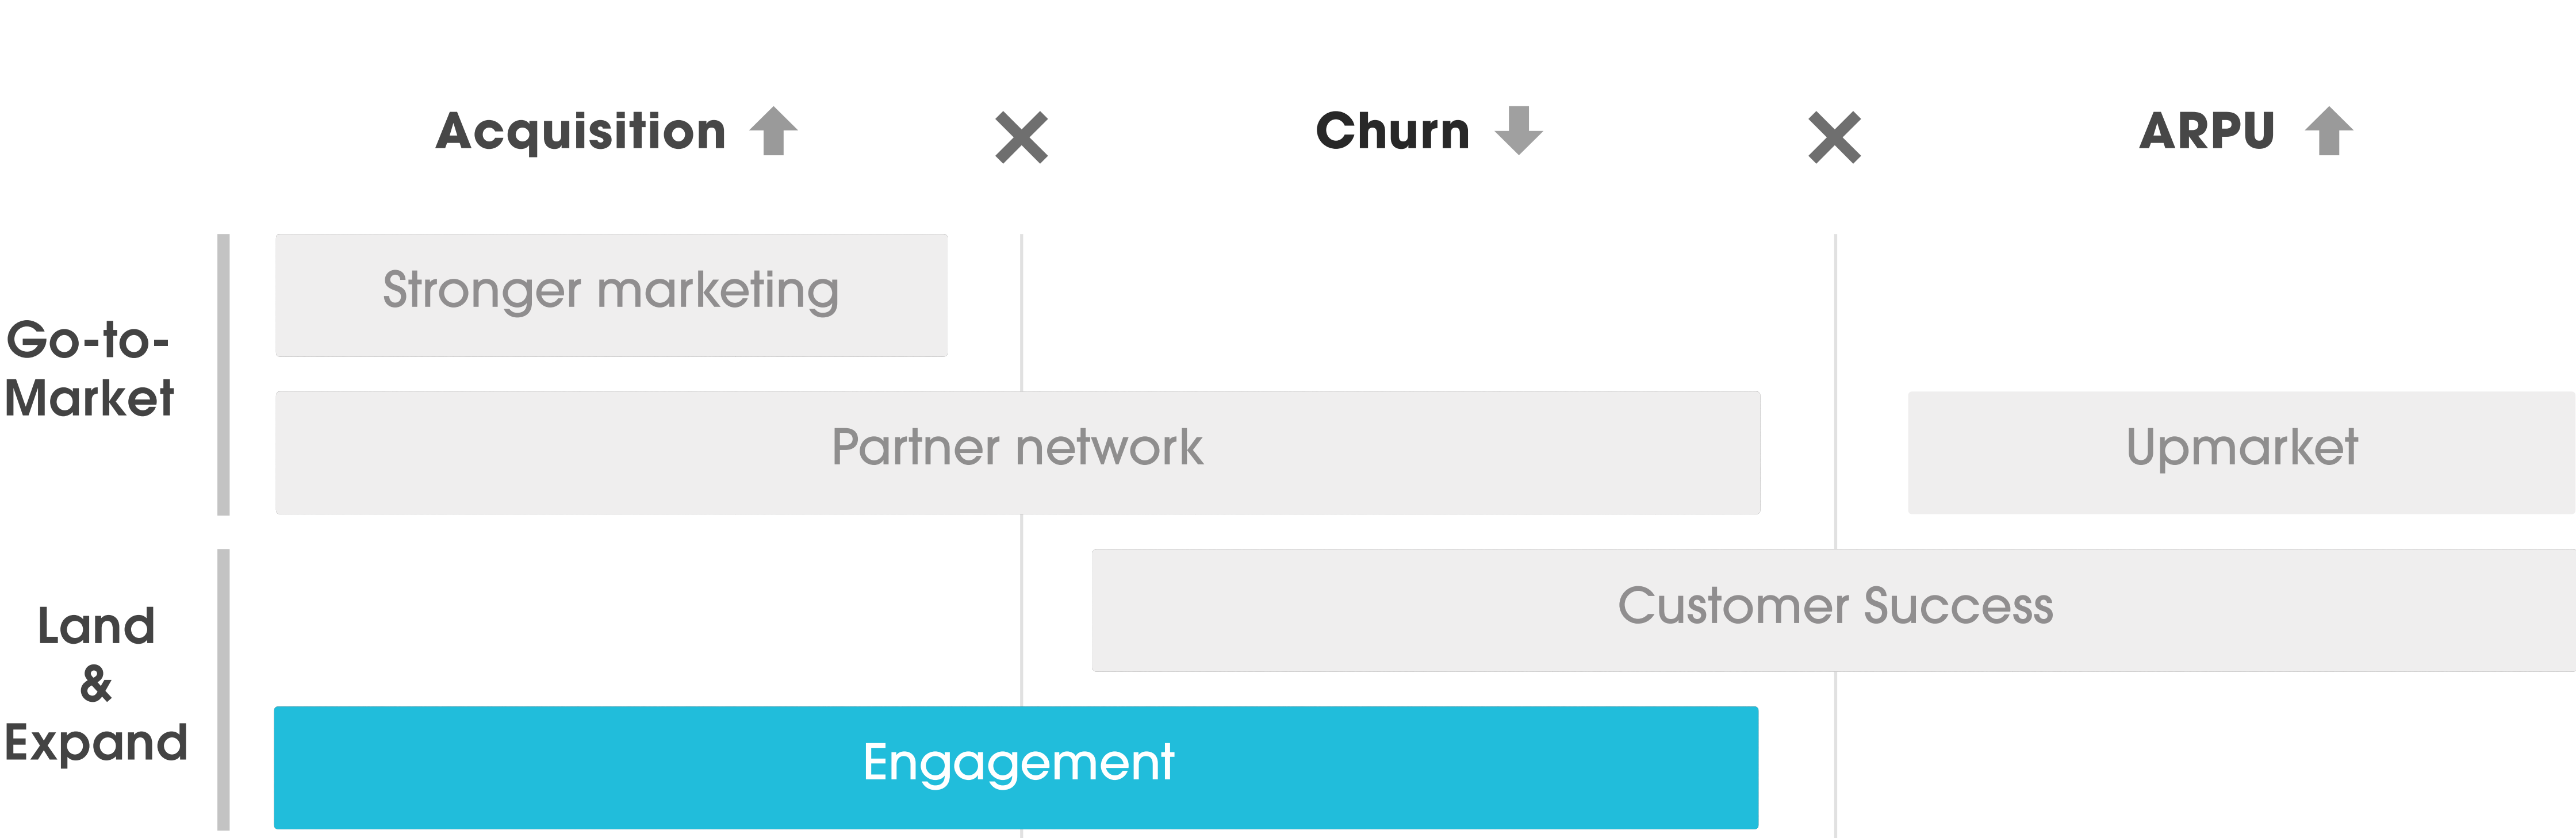 Acquisition
Churn
ARPU
Go-to-
Market
Stronger marketing
Partner network
Upmarket
Land
&
Expand
Customer Success
Engagement